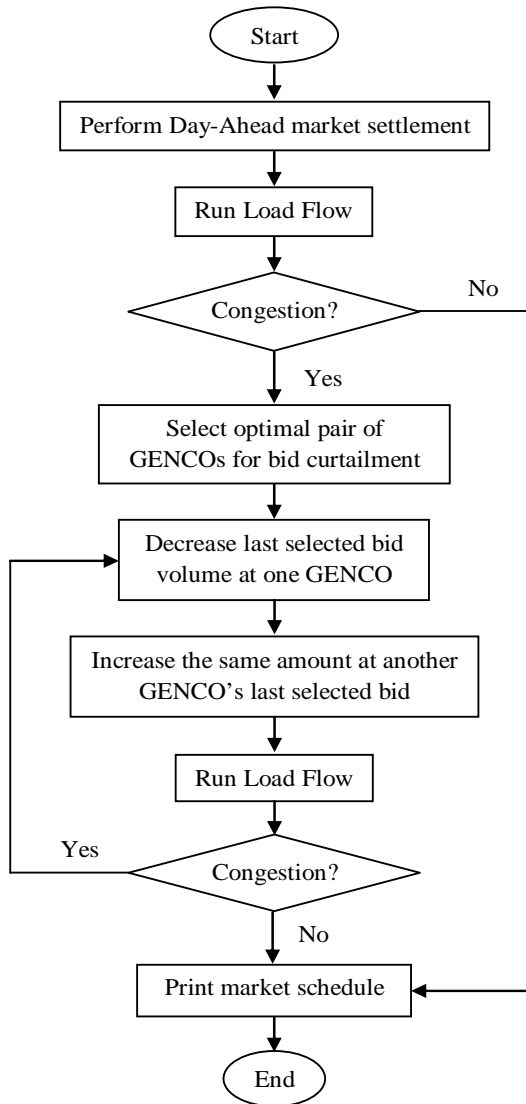 Start
Perform Day-Ahead market settlement
Run Load Flow
Congestion?
No
Yes
Select optimal pair of
GENCOs for bid curtailment
Decrease last selected bid
volume at one GENCO
Increase the same amount at another
GENCO’s last selected bid
Run Load Flow
Yes
Congestion?
No
Print market schedule
End